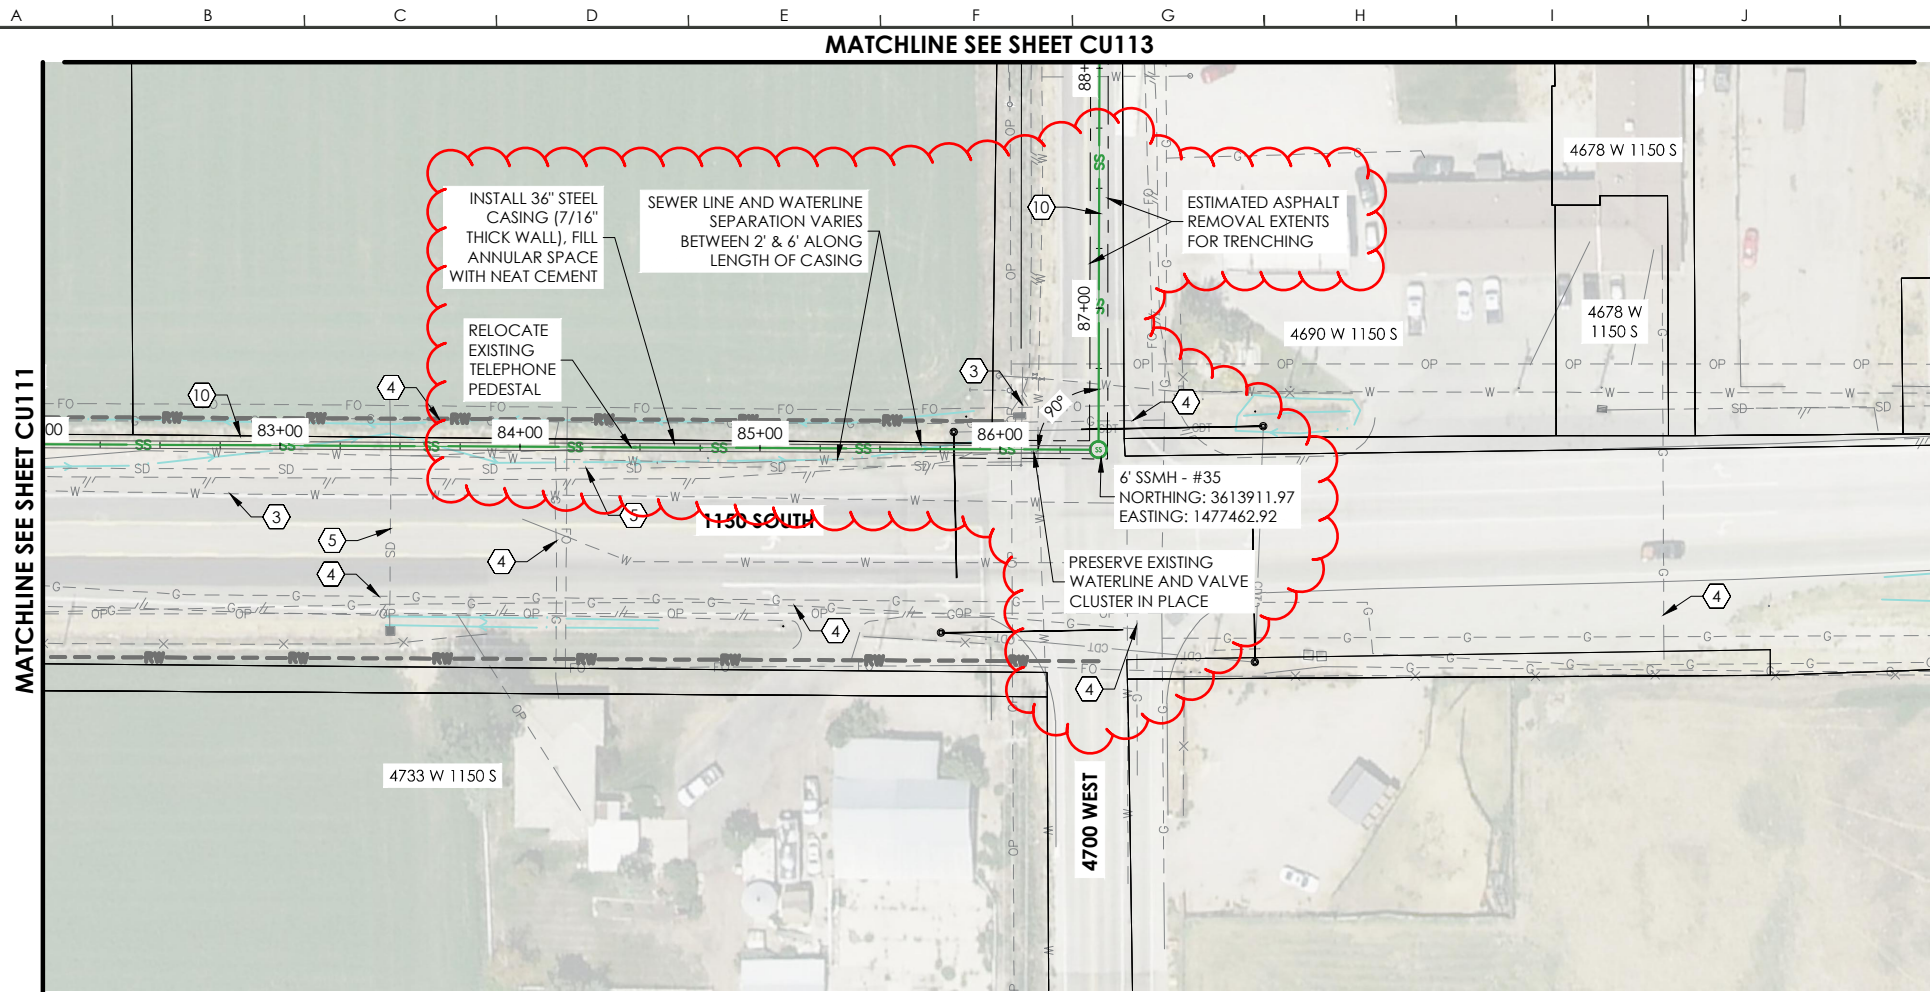 A B C D E F G H I J
MATCHLINE SEE SHEET CU113
MATCHLINE SEE SHEET CU111
INSTALL 36" STEEL
CASING (7/16"
THICK WALL), FILL
ANNULAR SPACE
WITH NEAT CEMENT
SEWER LINE AND WATERLINE
SEPARATION VARIES
BETWEEN 2' & 6' ALONG
LENGTH OF CASING
ESTIMATED ASPHALT
REMOVAL EXTENTS
FOR TRENCHING
RELOCATE
EXISTING
TELEPHONE
PEDESTAL
4678 W 1150 S
4678 W
1150 S
4690 W 1150 S
88+
87+00
10
3
4
90°
4
10
00
83+00
84+00
85+00
86+00
6' SSMH - #35
NORTHING: 3613911.97
EASTING: 1477462.92
3
5
5
1150 SOUTH
4
4
4
PRESERVE EXISTING
WATERLINE AND VALVE
CLUSTER IN PLACE
4
4
4733 W 1150 S
4700 WEST